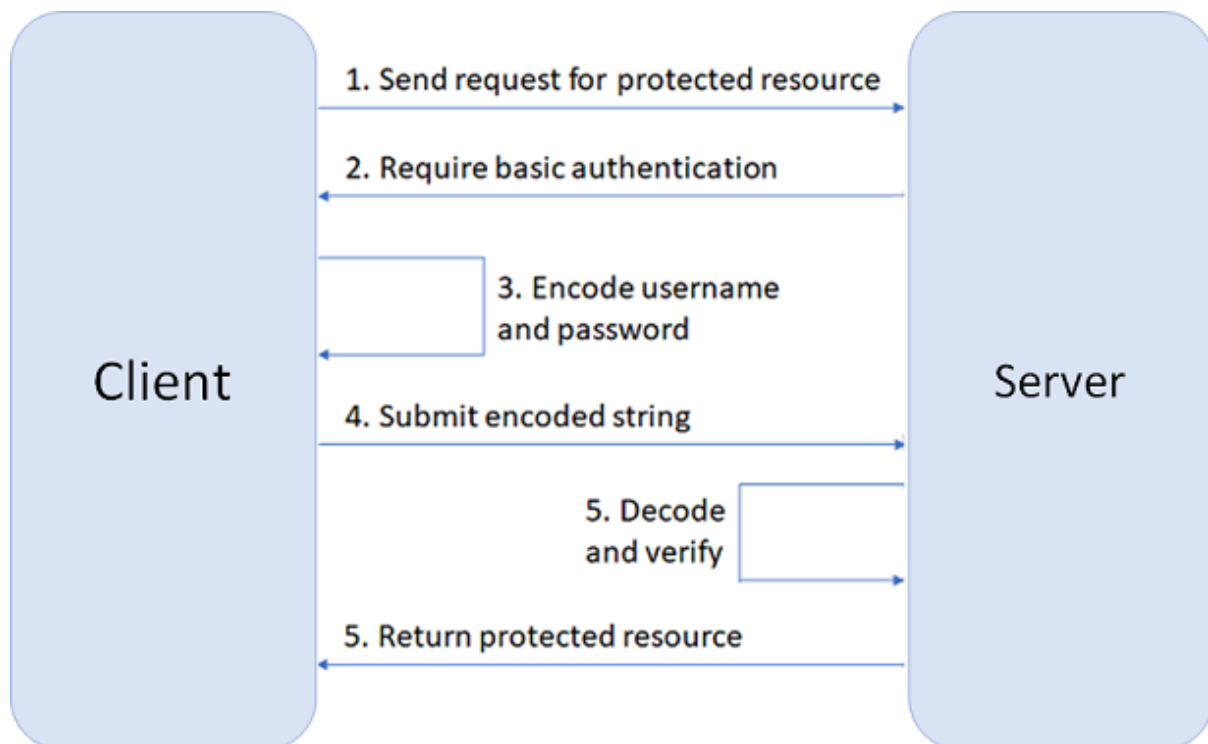 1. Send request for protected resource
2. Require basic authentication
3. Encode username
and password
Client
Server
4. Submit encoded string
5. Decode
and verify
5. Return protected resource